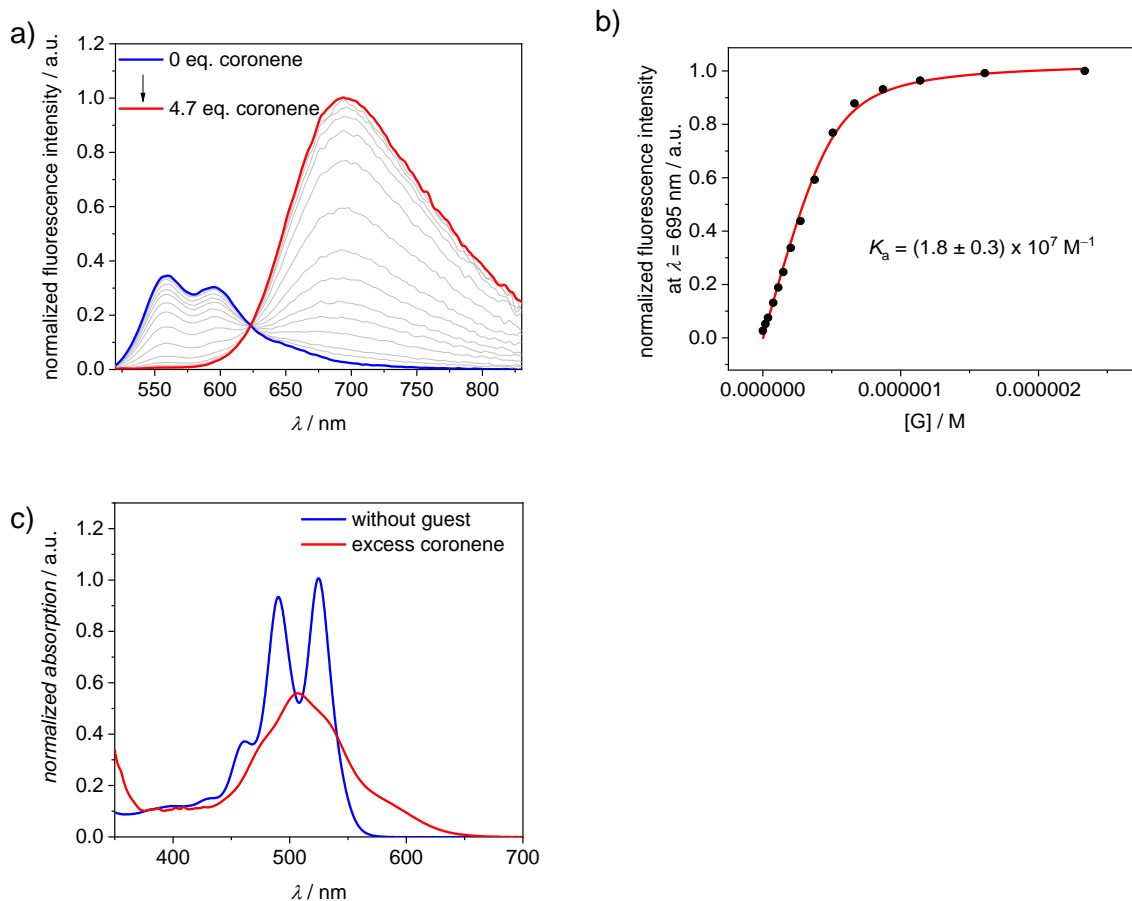 a)
normalized fluorescence intensity / a.u.
1.2
1.0
0.8
0.6
0.4
0.2
0.0
0 eq. coronene
4.7 eq. coronene
550 600 650 700 750 800
λ / nm
b)
normalized fluorescence intensity
at λ = 695 nm / a.u.
1.0
0.8
0.6
0.4
0.2
0.0
Kₐ = (1.8 ± 0.3) x 10⁷ M⁻¹
0.000000 0.000001 0.000002
[G] / M
c)
normalized absorption / a.u.
1.2
1.0
0.8
0.6
0.4
0.2
0.0
without guest
excess coronene
400 500 600 700
λ / nm